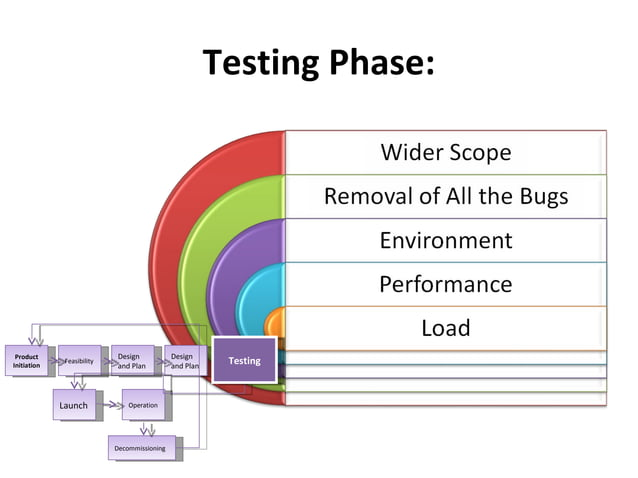 Testing Phase:
Wider Scope
Removal of All the Bugs
Environment
Performance
Load
Product
Initiation
Feasibility
Design
and Plan
Design
and Plan
Testing
Launch
Operation
Decommissioning